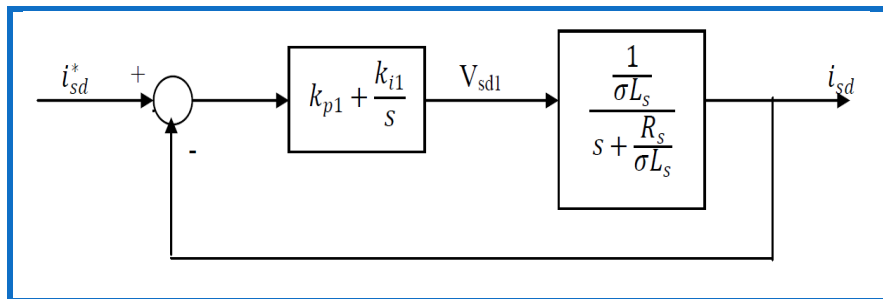 i*sd
+
-
kp1 + ki1/s
Vsd1
1/σLs
s + Rs/σLs
isd